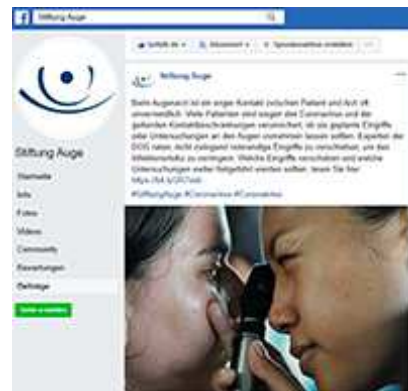 Stiftung Auge
Gefällt dir
Abonniert
Stiftung Auge
Beim Augenarzt ist ein enger Kontakt zwischen Patient und Arzt oft
unvermeidlich. Viele Patienten sind wegen des Coronavirus und der
geltenden Kontaktbeschränkungen verunsichert, ob sie geplante Eingriffe
oder Untersuchungen an den Augen vornehmen lassen sollten. Experten der
DOG raten, nicht zwingend notwendige Eingriffe zu verschieben, um das
Infektionsrisiko zu verringern. Welche Eingriffe verschoben und welche
Untersuchungen weiter fortgeführt werden sollten, lesen Sie hier:
#StiftungAuge #Coronavirus
Stiftung Auge
Startseite
Info
Fotos
Videos
Community
Bewertungen
Beiträge